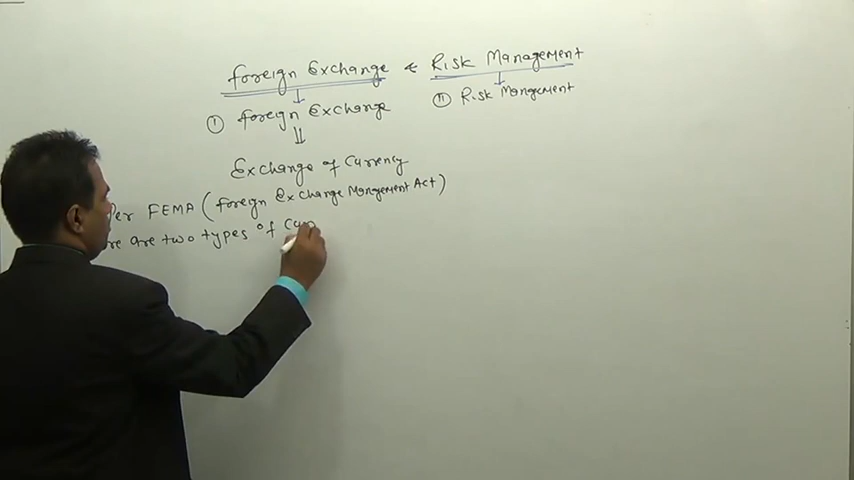 Foreign Exchange & Risk Management
I Foreign Exchange
II Risk Management
Exchange of Currency
Per FEMA (Foreign Exchange Management Act)
are two types of